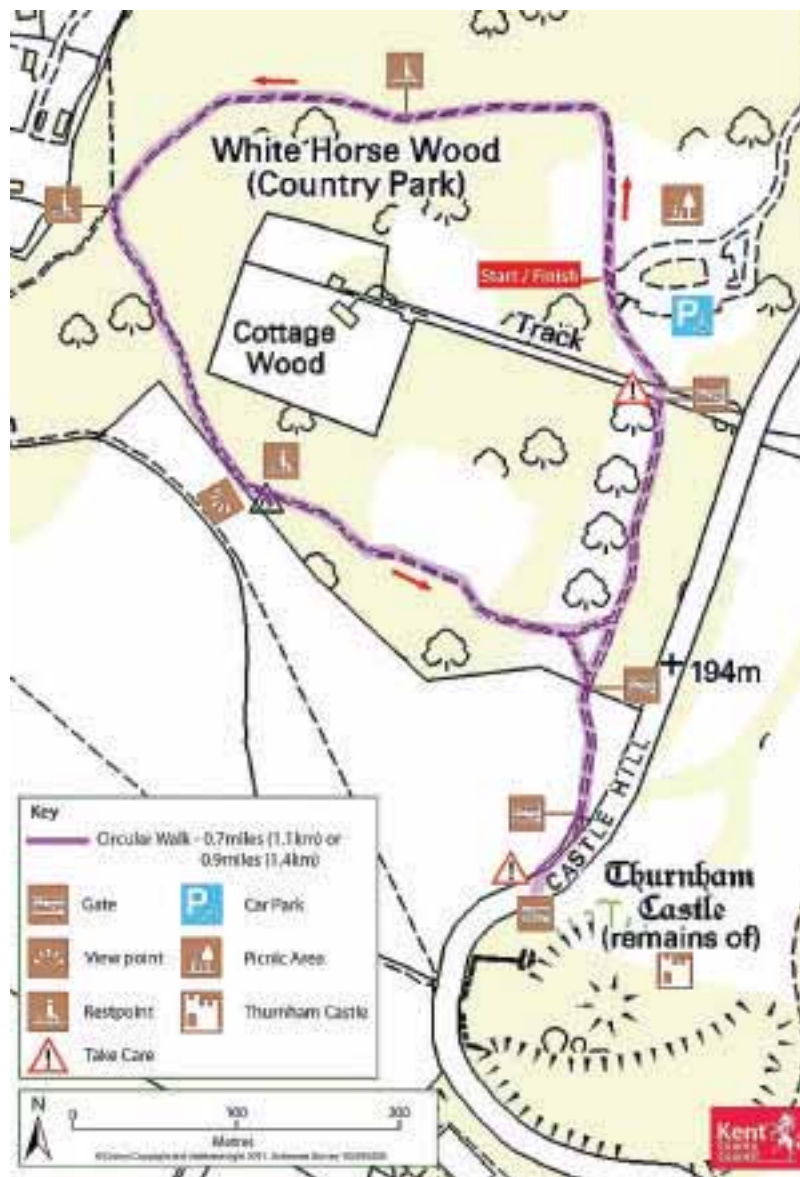 White Horse Wood
(Country Park)
Start / Finish
P
Track
Cottage
Wood
194m
CASTLE HILL
Thurnham
Castle
(remains of)
Key
Circular Walk - 0.7miles (1.1km) or
0.9miles (1.4km)
Gate
Car Park
View point
Picnic Area
Restpoint
Thurnham Castle
Take Care
N
0
100
Metres
Kent